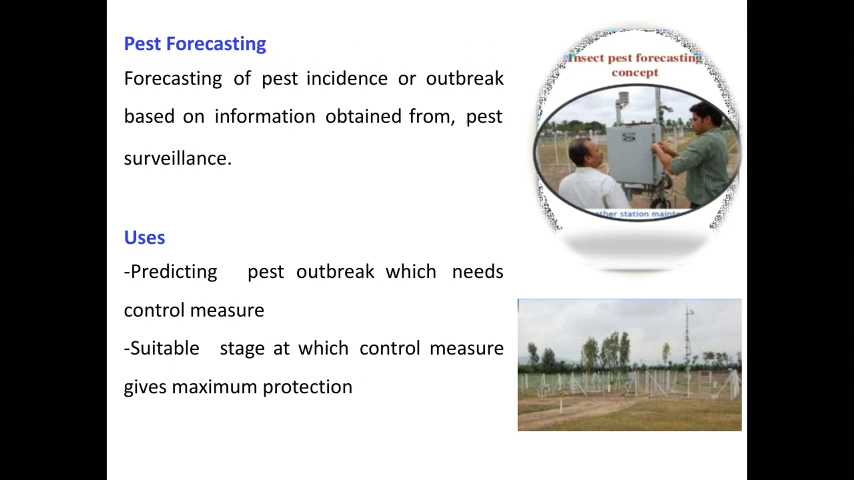 Pest Forecasting
Forecasting of pest incidence or outbreak
based on information obtained from, pest
surveillance.
Uses
-Predicting pest outbreak which needs
control measure
-Suitable stage at which control measure
gives maximum protection
Insect pest forecasting
concept
station